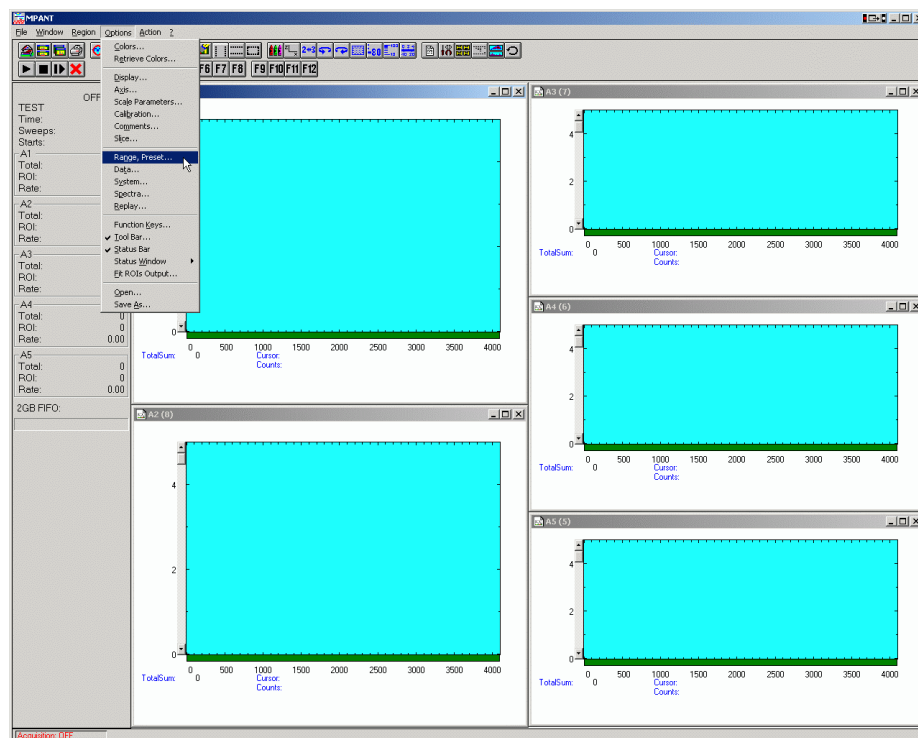 MPANT
File Window Region Options Action ?
Colors...
Retrieve Colors...
Display...
Axis...
Scale Parameters...
Calibration...
Comments...
Slice...
Range, Preset...
Data...
System...
Spectra...
Replay...
Function Keys...
Tool Bar...
Status Bar
Status Window
Fit ROIs Output...
Open...
Save As...
F6 F7 F8 F9 F10 F11 F12
OFF
TEST
Time:
Sweeps:
Starts:
A1
Total:
ROI:
Rate:
A2
Total:
ROI:
Rate:
A3
Total:
ROI:
Rate:
A4
Total: 0
ROI: 0
Rate: 0.00
A5
Total: 0
ROI: 0
Rate: 0.00
2GB FIFO:
0
0 500 1000 1500 2000 2500 3000 3500 4000
TotalSum: 0 Cursor:
Counts:
A2 (8)
4
2
0
0 500 1000 1500 2000 2500 3000 3500 4000
TotalSum: 0 Cursor:
Counts:
A3 (7)
4
2
0
0 500 1000 1500 2000 2500 3000 3500 4000
TotalSum: 0 Cursor:
Counts:
A4 (6)
4
2
0
0 500 1000 1500 2000 2500 3000 3500 4000
TotalSum: 0 Cursor:
Counts:
A5 (5)
4
2
0
0 500 1000 1500 2000 2500 3000 3500 4000
TotalSum: 0 Cursor:
Counts:
Acquisition: OFF